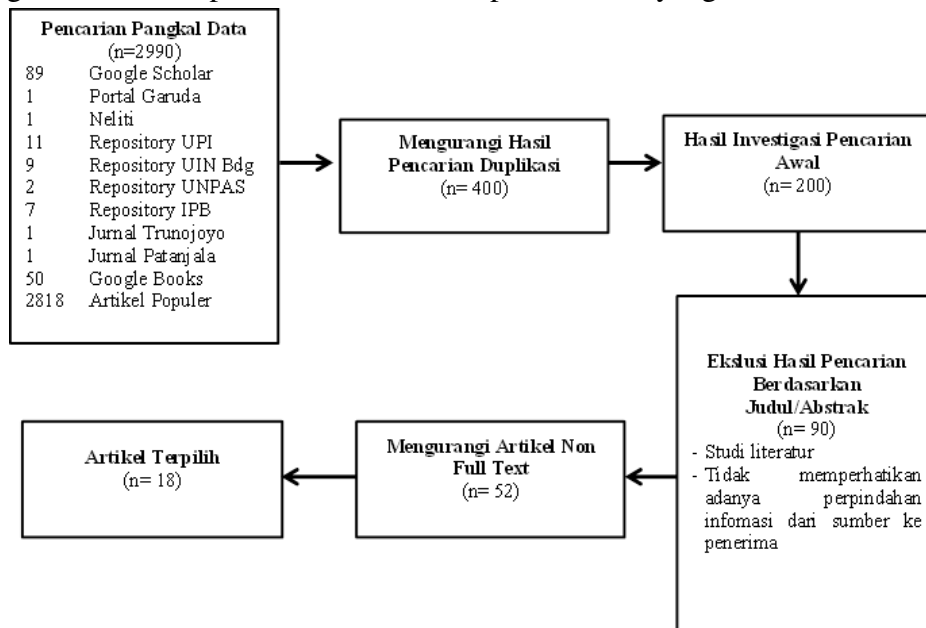 Pencarian Pangkal Data
(n=2990)
89 Google Scholar
1 Portal Garuda
1 Neliti
11 Repository UPI
9 Repository UIN Bdg
2 Repository UNPAS
7 Repository IPB
1 Jurnal Trunojoyo
1 Jurnal Patanjala
50 Google Books
2818 Artikel Populer
Mengurangi Hasil
Pencarian Duplikasi
(n= 400)
Hasil Investigasi Pencarian
Awal
(n= 200)
Ekslusi Hasil Pencarian
Berdasarkan
Judul/Abstrak
(n= 90)
- Studi literatur
- Tidak memperhatikan
adanya perpindahan
infomasi dari sumber ke
penerima
Mengurangi Artikel Non
Full Text
(n= 52)
Artikel Terpilih
(n= 18)